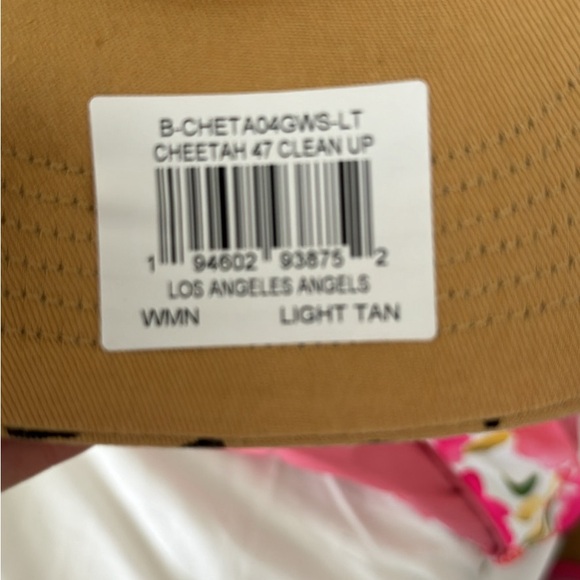 B-CHETA04GWS-LT
CHEETAH 47 CLEAN UP
1 94602 93875 2
LOS ANGELES ANGELS
WMN LIGHT TAN